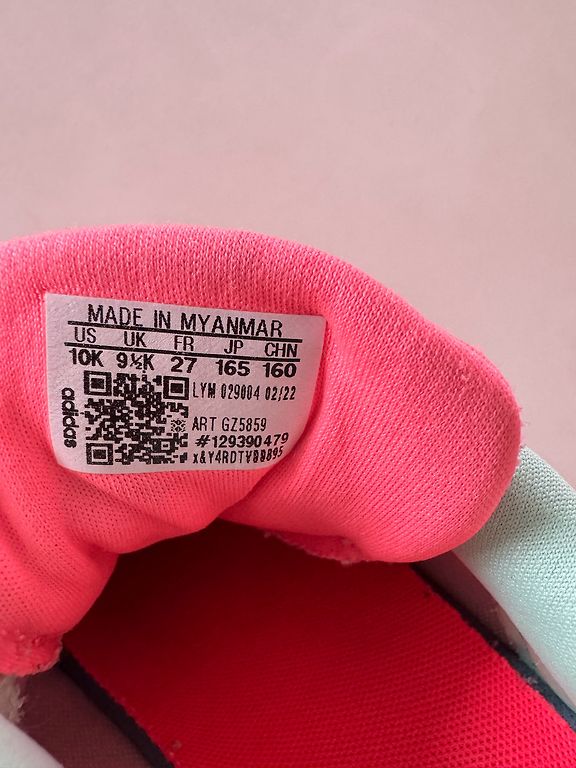 MADE IN MYANMAR
US UK FR JP CHN
10K 9½K 27 165 160
LYM 029004 02/22
ART GZ5859
#129390479
adidas